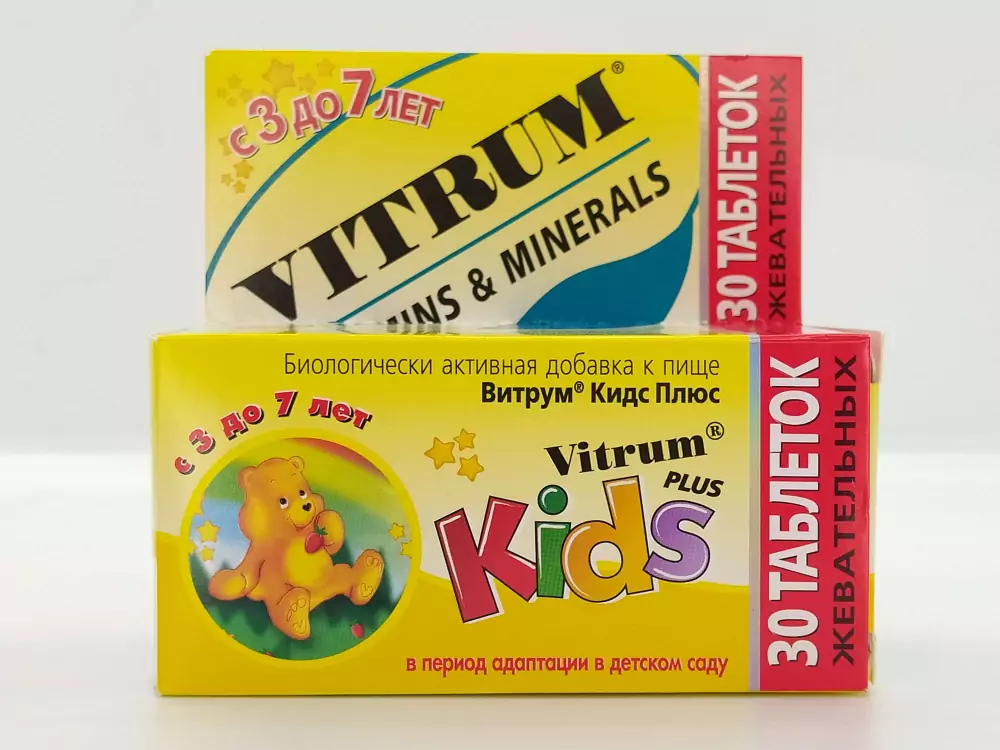 с 3 до 7 лет
VITRUM®
& MINERALS
30 ТАБЛЕТОК
ЖЕВАТЕЛЬНЫХ
Биологически активная добавка к пище
Витрум® Кидс Плюс
с 3 до 7 лет
Vitrum®
PLUS
Kids
в период адаптации в детском саду
30 ТАБЛЕТОК
ЖЕВАТЕЛЬНЫХ